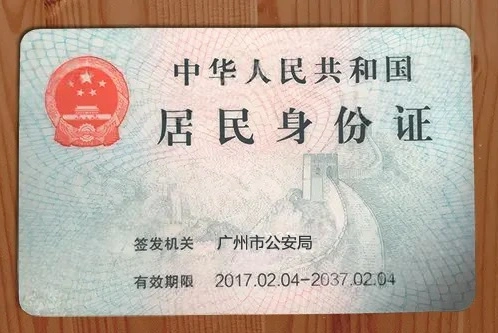 中华人民共和国
居民身份证
签发机关 广州市公安局
有效期限 2017.02.04-2037.02.04